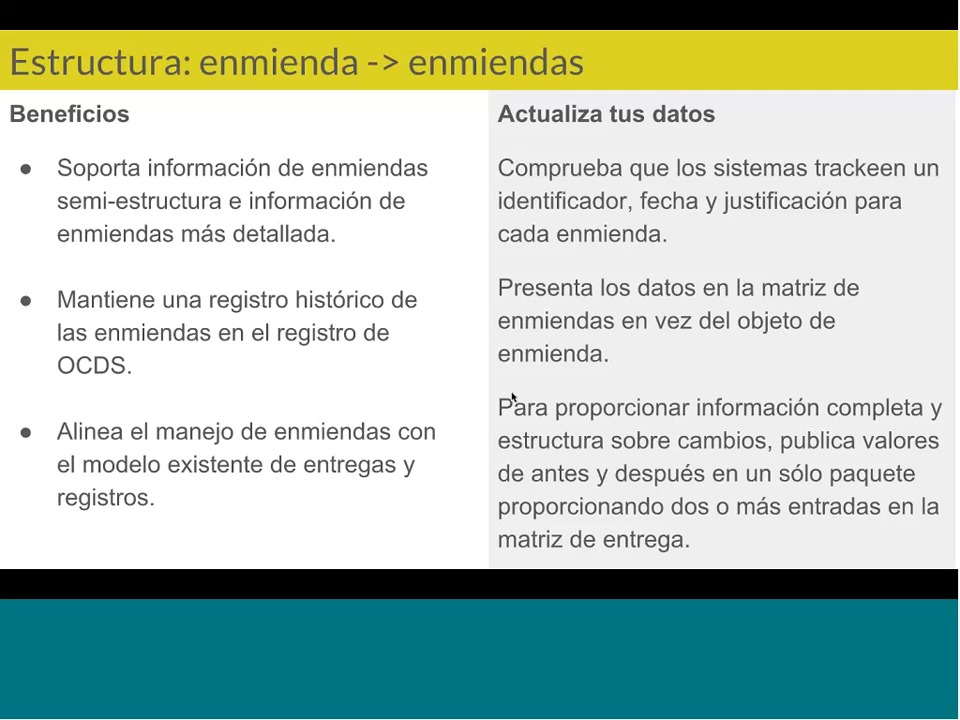 Estructura: enmienda -> enmiendas
Beneficios
● Soporta información de enmiendas
semi-estructura e información de
enmiendas más detallada.
● Mantiene una registro histórico de
las enmiendas en el registro de
OCDS.
● Alinea el manejo de enmiendas con
el modelo existente de entregas y
registros.
Actualiza tus datos
Comprueba que los sistemas trackeen un
identificador, fecha y justificación para
cada enmienda.
Presenta los datos en la matriz de
enmiendas en vez del objeto de
enmienda.
Para proporcionar información completa y
estructura sobre cambios, publica valores
de antes y después en un sólo paquete
proporcionando dos o más entradas en la
matriz de entrega.